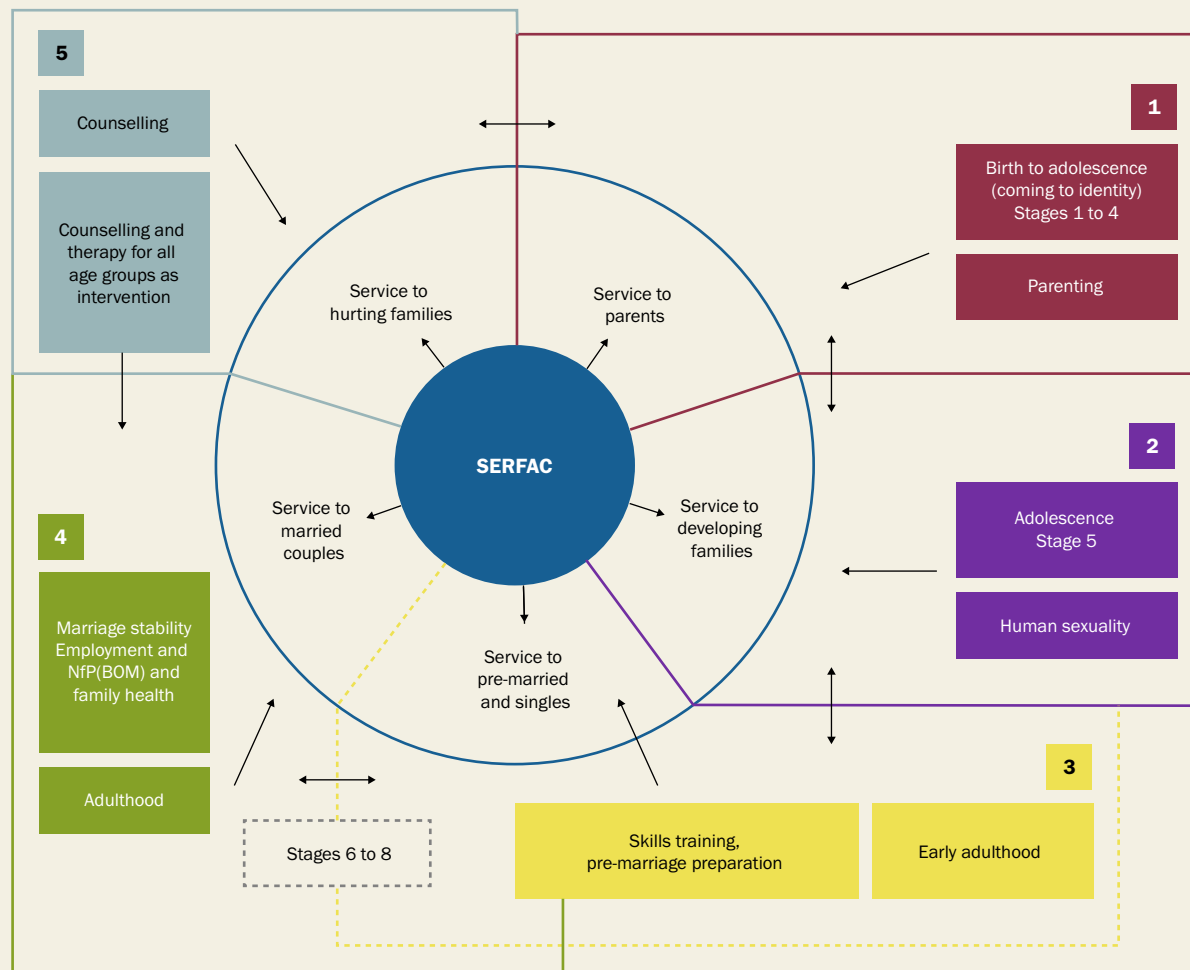 5
Counselling
Counselling and
therapy for all
age groups as
intervention
1
Birth to adolescence
(coming to identity)
Stages 1 to 4
Parenting
Service to
hurting families
Service to
parents
SERFAC
2
Adolescence
Stage 5
Human sexuality
Service to
married
couples
Service to
developing
families
Service to
pre-married
and singles
4
Marriage stability
Employment and
NfP(BOM) and
family health
Adulthood
Stages 6 to 8
3
Skills training,
pre-marriage preparation
Early adulthood